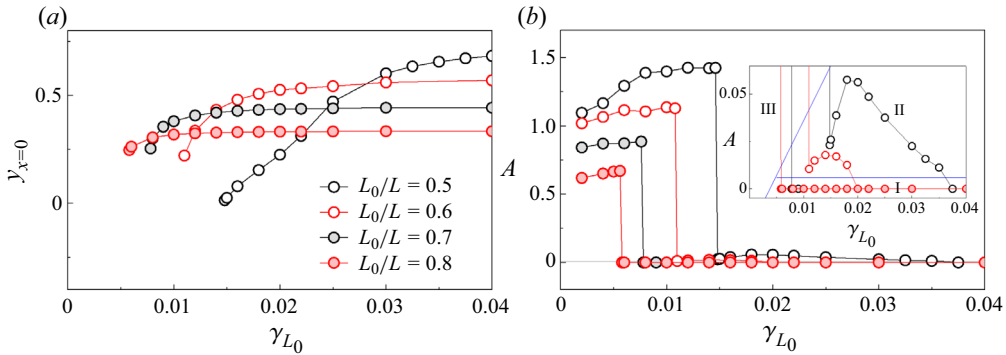 (a)
0.5
0
y_{x=0}
0
0.01
0.02
0.03
0.04
γ_{L_0}
L_0/L = 0.5
L_0/L = 0.6
L_0/L = 0.7
L_0/L = 0.8
(b)
1.5
1.0
0.5
0
A
0
0.01
0.02
0.03
0.04
γ_{L_0}
0.05
0
A
III
II
I
0.01
0.02
0.03
0.04
γ_{L_0}